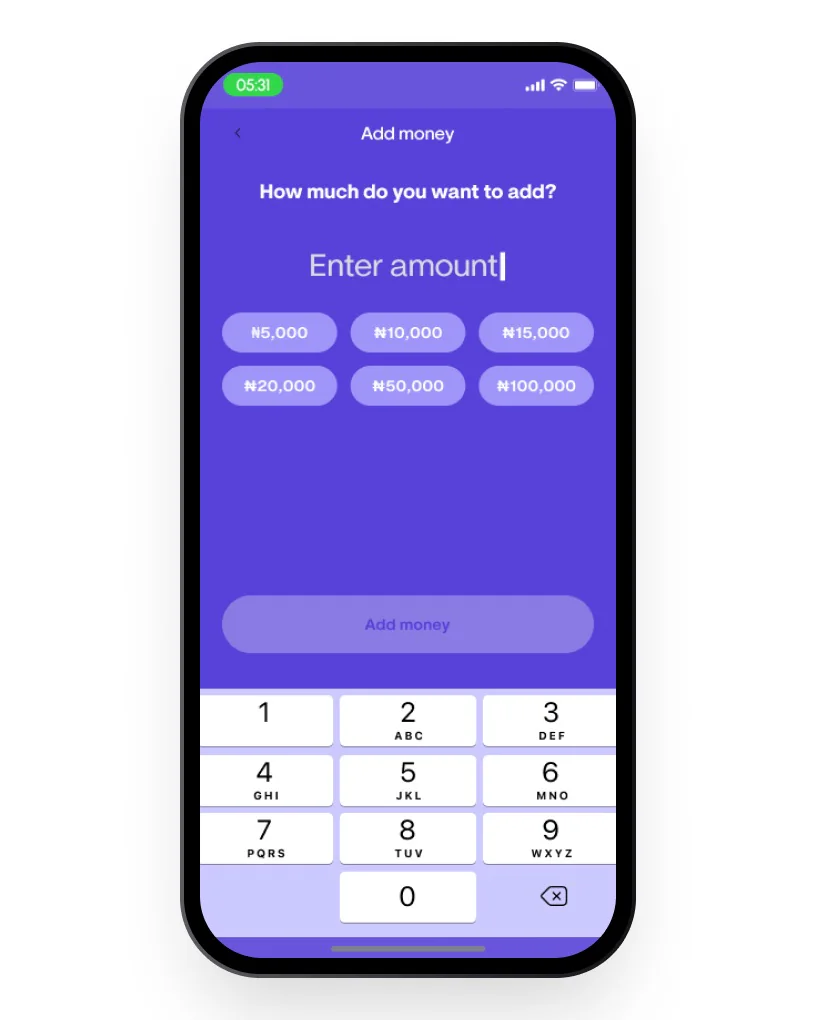 05:31
Add money
How much do you want to add?
Enter amount
₦5,000 ₦10,000 ₦15,000
₦20,000 ₦50,000 ₦100,000
Add money
1 2 3
ABC DEF
4 5 6
GHI JKL MNO
7 8 9
PQRS TUV WXYZ
0